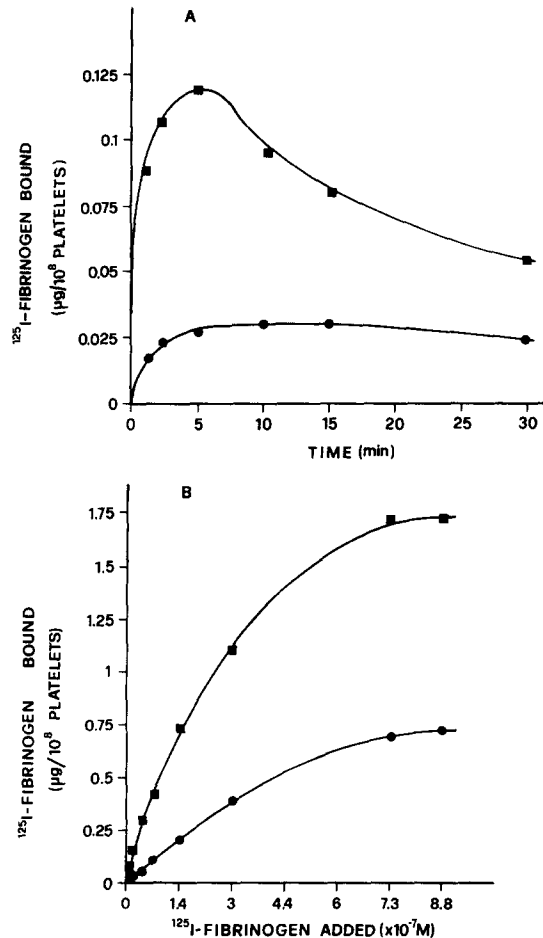 A
0.125
0.1
0.075
0.05
0.025
0
¹²⁵I-FIBRINOGEN BOUND
(µg/10⁸ PLATELETS)
0 5 10 15 20 25 30
TIME (min)
B
1.75
1.5
1.25
1
0.75
0.5
0.25
0
¹²⁵I-FIBRINOGEN BOUND
(µg/10⁸ PLATELETS)
0 1.4 3 4.4 6 7.3 8.8
¹²⁵I-FIBRINOGEN ADDED (x10⁻⁷M)